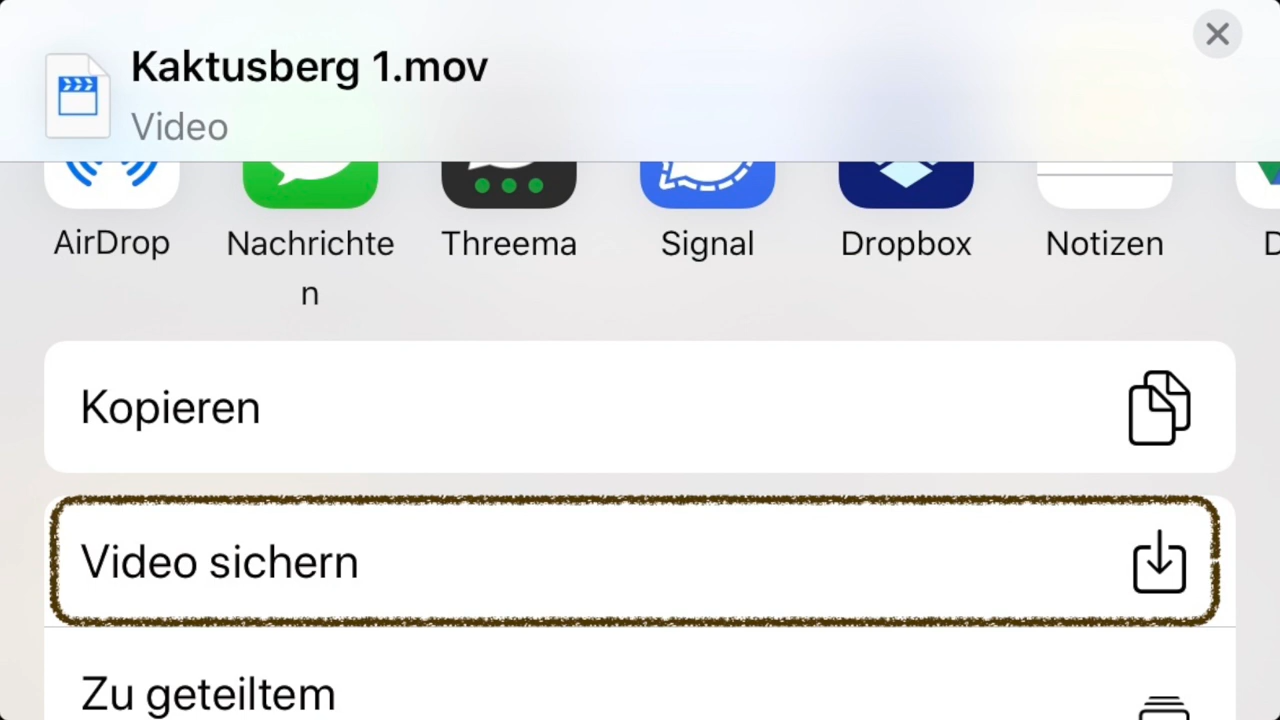 Kaktusberg 1.mov
Video
AirDrop
Nachrichte
n
Threema
Signal
Dropbox
Notizen
D
Kopieren
Video sichern
Zu geteiltem